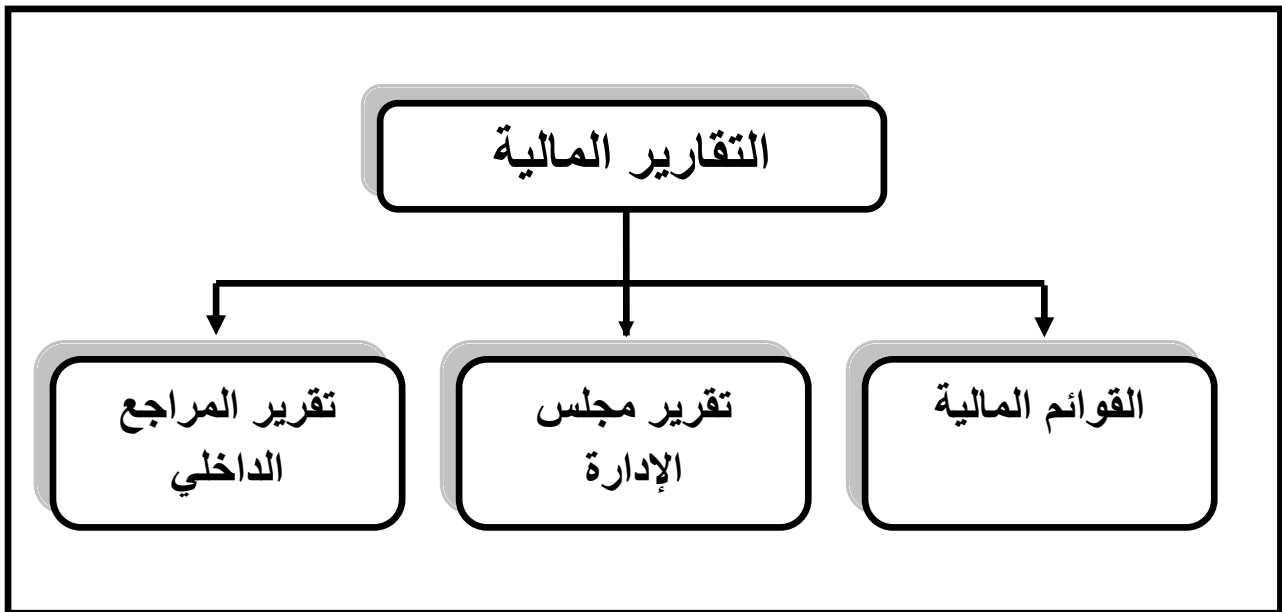 التقارير المالية
القوائم المالية
تقرير مجلس
الإدارة
تقرير المراجع
الداخلي